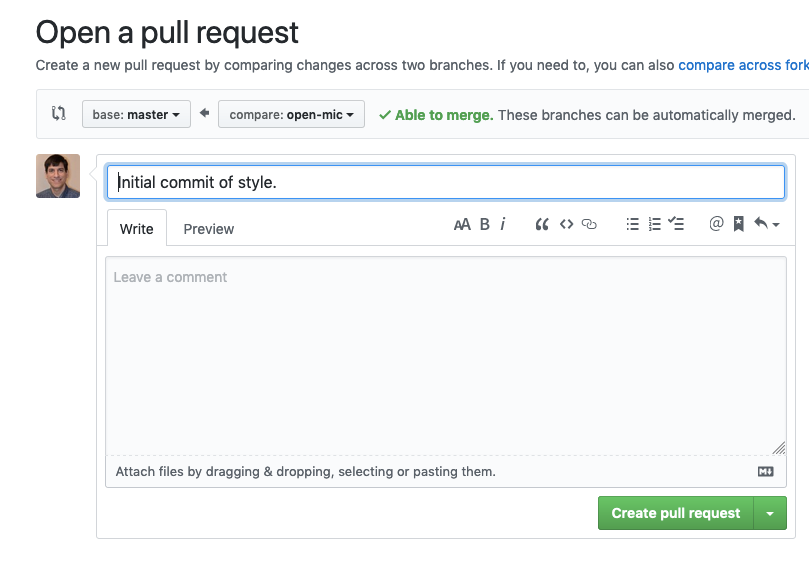 Open a pull request
Create a new pull request by comparing changes across two branches. If you need to, you can also compare across fork
base: master compare: open-mic Able to merge. These branches can be automatically merged.
Initial commit of style.
Write Preview AA B i @
Leave a comment
Attach files by dragging & dropping, selecting or pasting them.
Create pull request